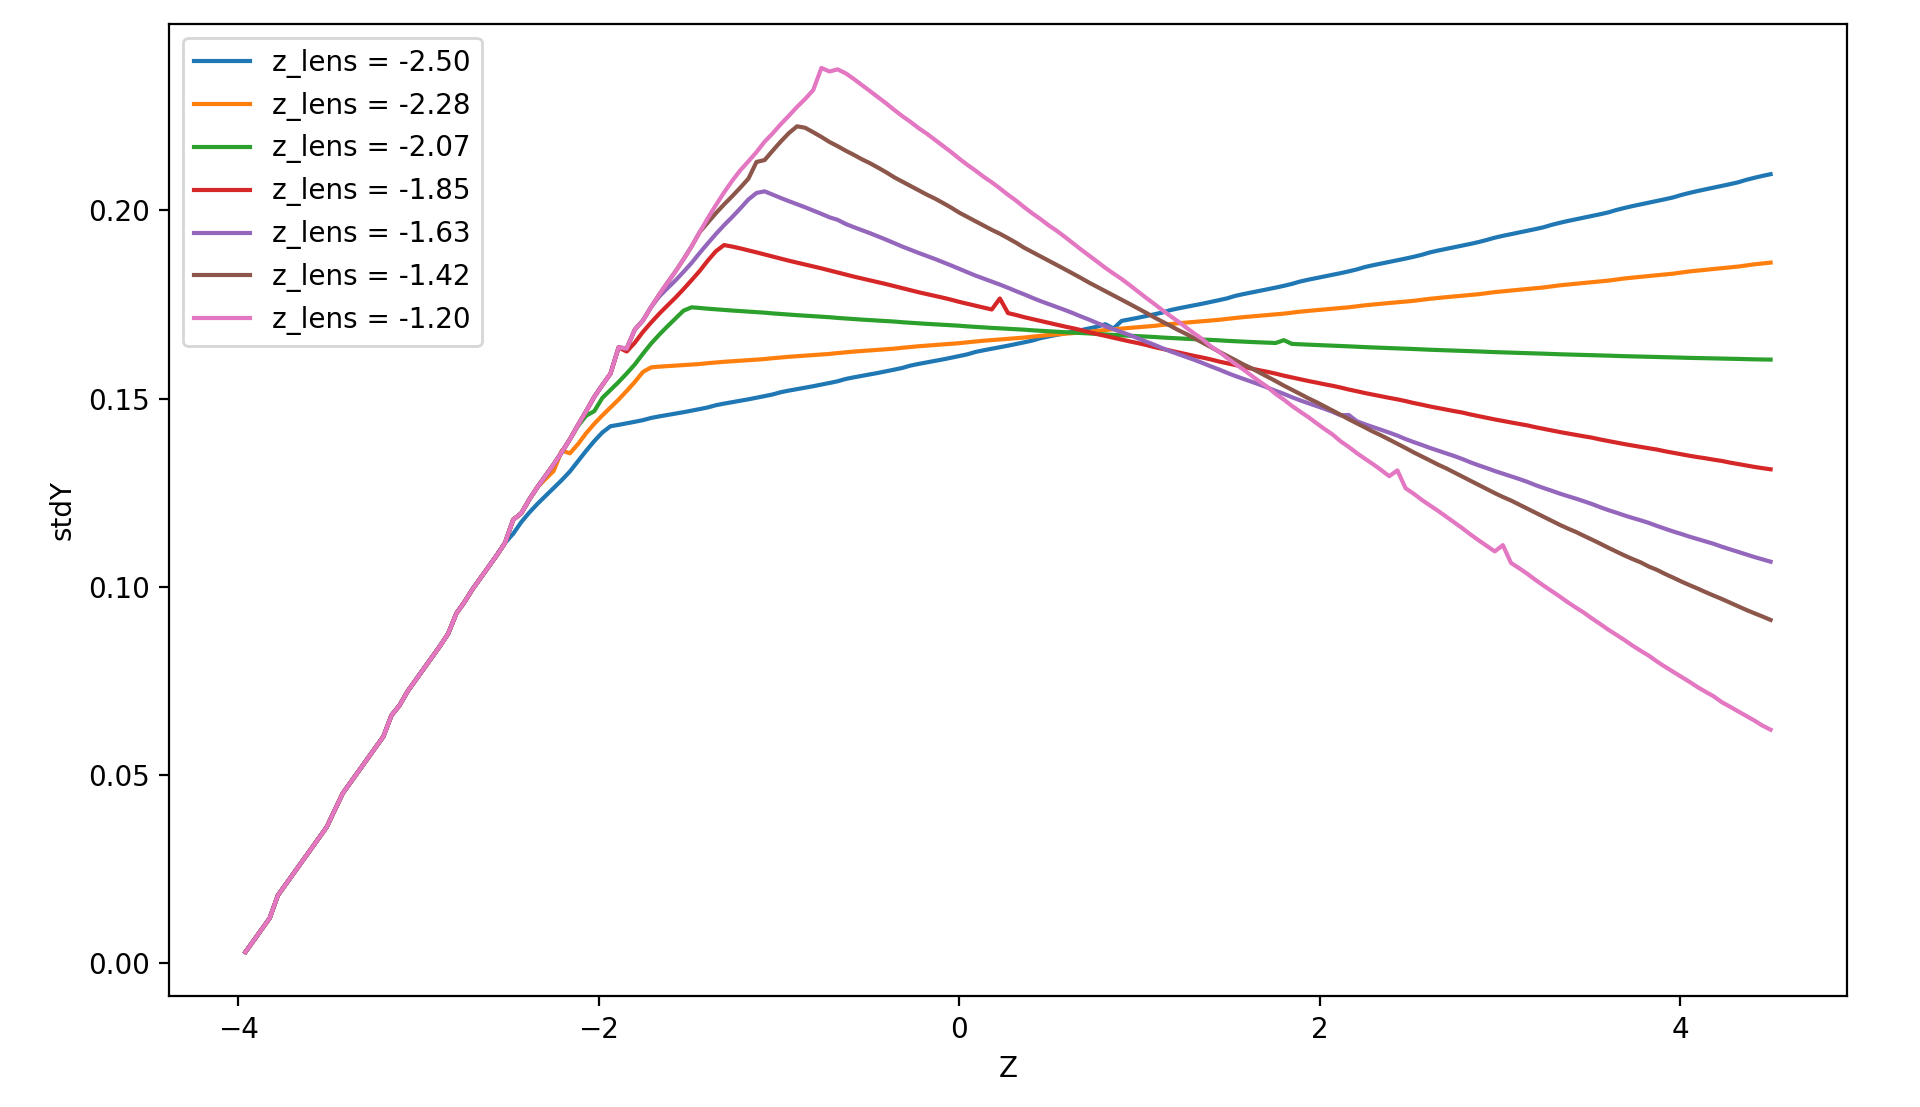 z_lens = -2.50
z_lens = -2.28
z_lens = -2.07
z_lens = -1.85
z_lens = -1.63
z_lens = -1.42
z_lens = -1.20
0.20
0.15
0.10
0.05
0.00
stdY
−4
−2
0
2
4
Z